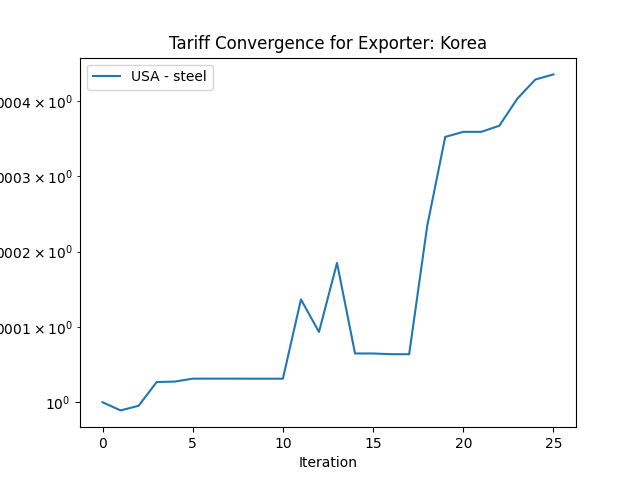 Tariff Convergence for Exporter: Korea
USA - steel
0004 × 10⁰
0003 × 10⁰
0002 × 10⁰
0001 × 10⁰
10⁰
0 5 10 15 20 25
Iteration